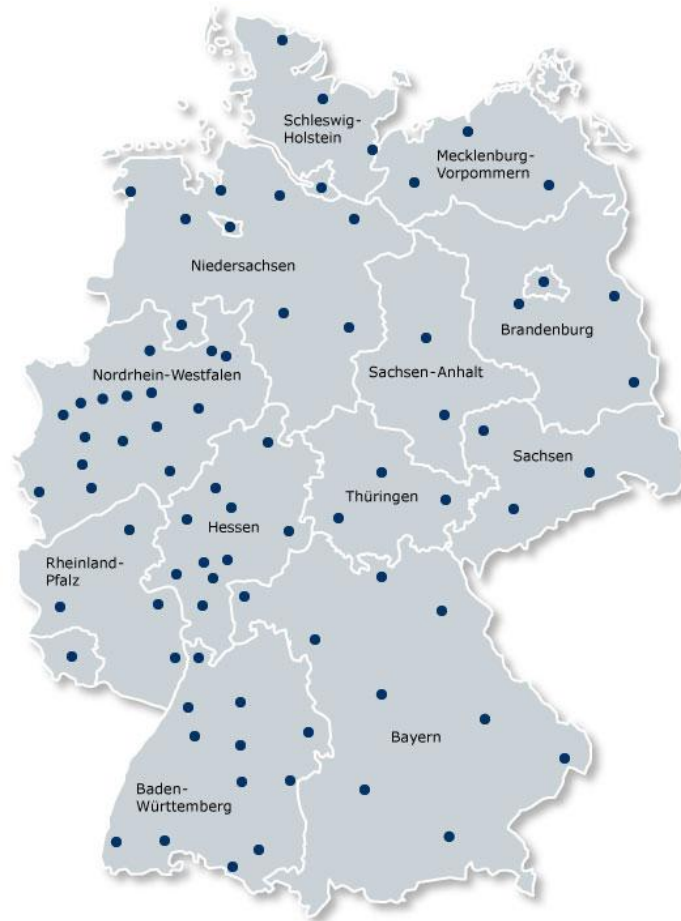 Schleswig-
Holstein
Mecklenburg-
Vorpommern
Niedersachsen
Brandenburg
Nordrhein-Westfalen
Sachsen-Anhalt
Sachsen
Thüringen
Hessen
Rheinland-
Pfalz
Bayern
Baden-
Württemberg